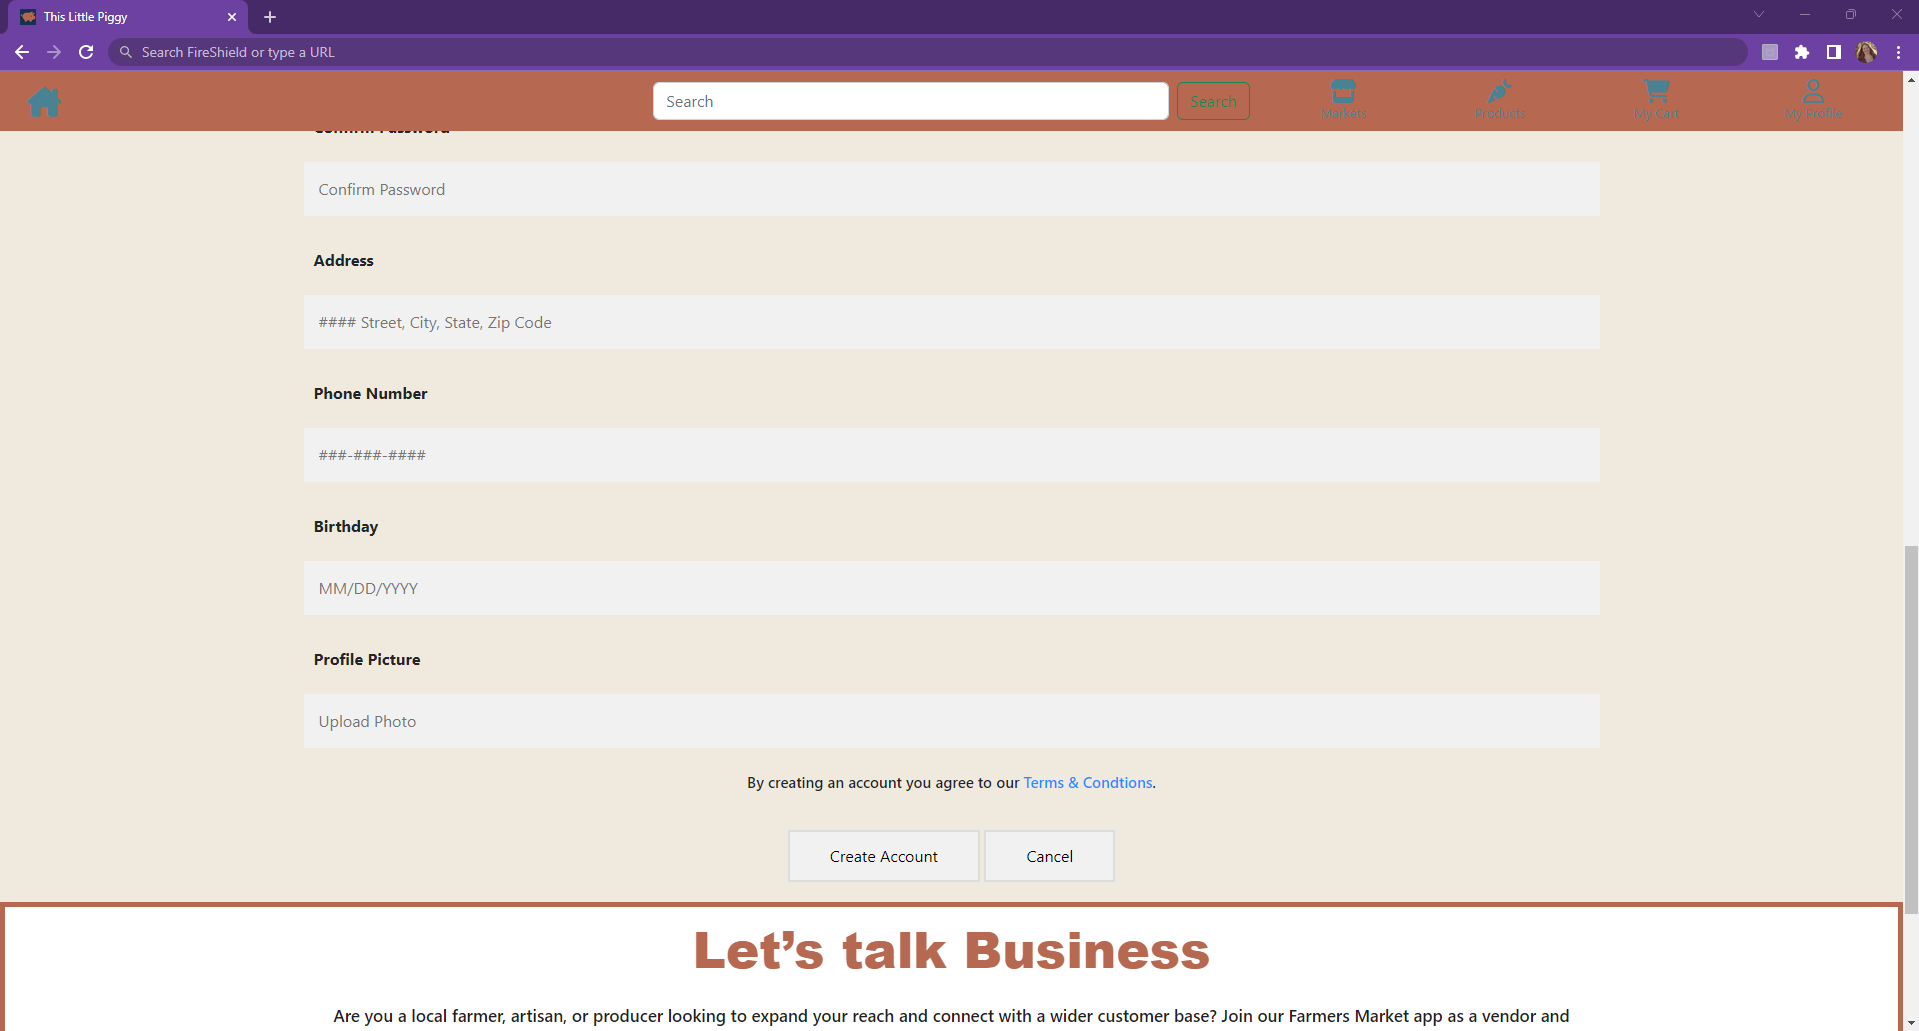 This Little Piggy
Search FireShield or type a URL
Search
Search
Markets
Products
My Cart
My Profile
Confirm Password
Confirm Password
Address
#### Street, City, State, Zip Code
Phone Number
###-###-####
Birthday
MM/DD/YYYY
Profile Picture
Upload Photo
By creating an account you agree to our Terms & Condtions.
Create Account
Cancel
Let’s talk Business
Are you a local farmer, artisan, or producer looking to expand your reach and connect with a wider customer base? Join our Farmers Market app as a vendor and